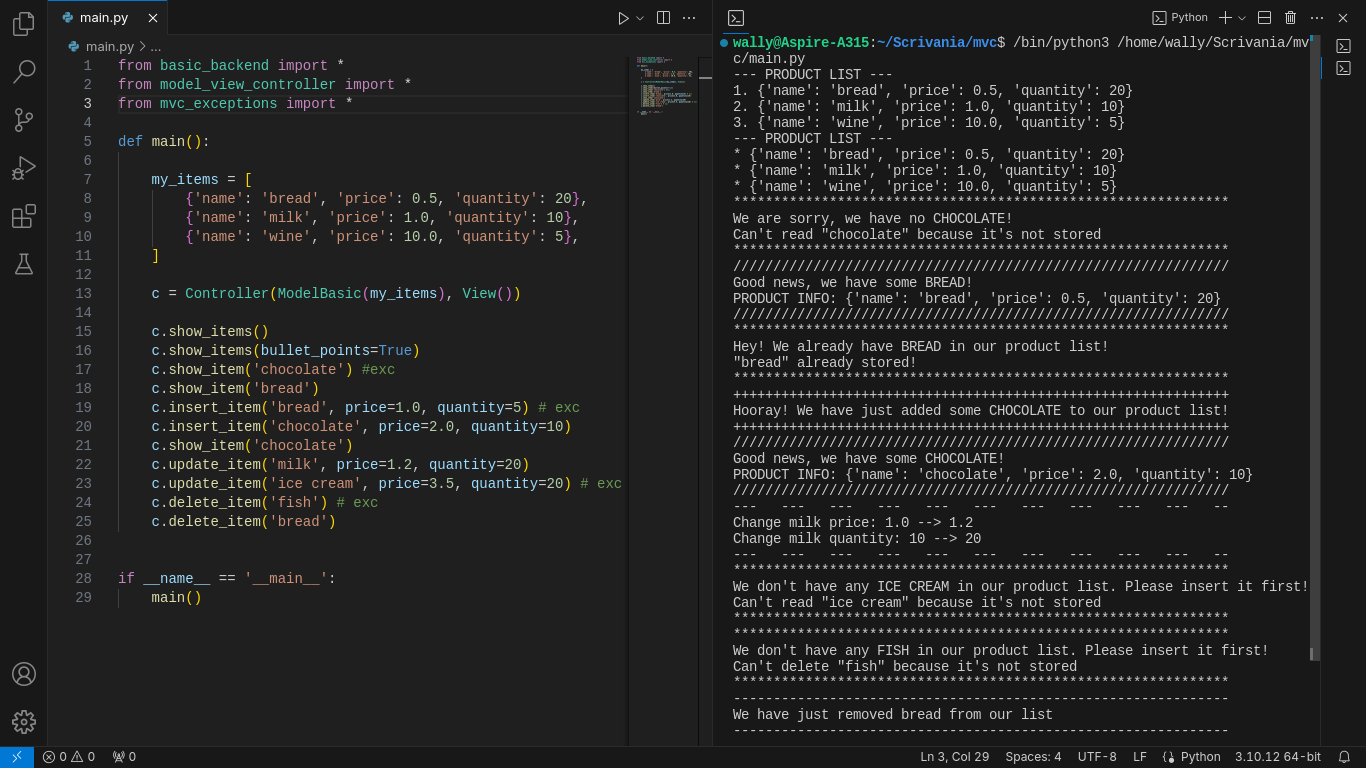 main.py
main.py > ...
1 from basic_backend import *
2 from model_view_controller import *
3 from mvc_exceptions import *
4
5 def main():
6
7     my_items = [
8         {'name': 'bread', 'price': 0.5, 'quantity': 20},
9         {'name': 'milk', 'price': 1.0, 'quantity': 10},
10         {'name': 'wine', 'price': 10.0, 'quantity': 5},
11     ]
12
13     c = Controller(ModelBasic(my_items), View())
14
15     c.show_items()
16     c.show_items(bullet_points=True)
17     c.show_item('chocolate') #exc
18     c.show_item('bread')
19     c.insert_item('bread', price=1.0, quantity=5) # exc
20     c.insert_item('chocolate', price=2.0, quantity=10)
21     c.show_item('chocolate')
22     c.update_item('milk', price=1.2, quantity=20)
23     c.update_item('ice cream', price=3.5, quantity=20) # exc
24     c.delete_item('fish') # exc
25     c.delete_item('bread')
26
27
28 if __name__ == '__main__':
29     main()
Python
wally@Aspire-A315:~/Scrivania/mvc$ /bin/python3 /home/wally/Scrivania/mv
c/main.py
--- PRODUCT LIST ---
1. {'name': 'bread', 'price': 0.5, 'quantity': 20}
2. {'name': 'milk', 'price': 1.0, 'quantity': 10}
3. {'name': 'wine', 'price': 10.0, 'quantity': 5}
--- PRODUCT LIST ---
* {'name': 'bread', 'price': 0.5, 'quantity': 20}
* {'name': 'milk', 'price': 1.0, 'quantity': 10}
* {'name': 'wine', 'price': 10.0, 'quantity': 5}
**************************************************************
We are sorry, we have no CHOCOLATE!
Can't read "chocolate" because it's not stored
**************************************************************
//////////////////////////////////////////////////////////////
Good news, we have some BREAD!
PRODUCT INFO: {'name': 'bread', 'price': 0.5, 'quantity': 20}
//////////////////////////////////////////////////////////////
**************************************************************
Hey! We already have BREAD in our product list!
"bread" already stored!
**************************************************************
++++++++++++++++++++++++++++++++++++++++++++++++++++++++++++++
Hooray! We have just added some CHOCOLATE to our product list!
++++++++++++++++++++++++++++++++++++++++++++++++++++++++++++++
//////////////////////////////////////////////////////////////
Good news, we have some CHOCOLATE!
PRODUCT INFO: {'name': 'chocolate', 'price': 2.0, 'quantity': 10}
//////////////////////////////////////////////////////////////
---   ---   ---   ---   ---   ---   ---   ---   ---   ---   --
Change milk price: 1.0 --> 1.2
Change milk quantity: 10 --> 20
---   ---   ---   ---   ---   ---   ---   ---   ---   ---   --
**************************************************************
We don't have any ICE CREAM in our product list. Please insert it first!
Can't read "ice cream" because it's not stored
**************************************************************
**************************************************************
We don't have any FISH in our product list. Please insert it first!
Can't delete "fish" because it's not stored
**************************************************************
--------------------------------------------------------------
We have just removed bread from our list
--------------------------------------------------------------
0 0 0 Ln 3, Col 29 Spaces: 4 UTF-8 LF Python 3.10.12 64-bit